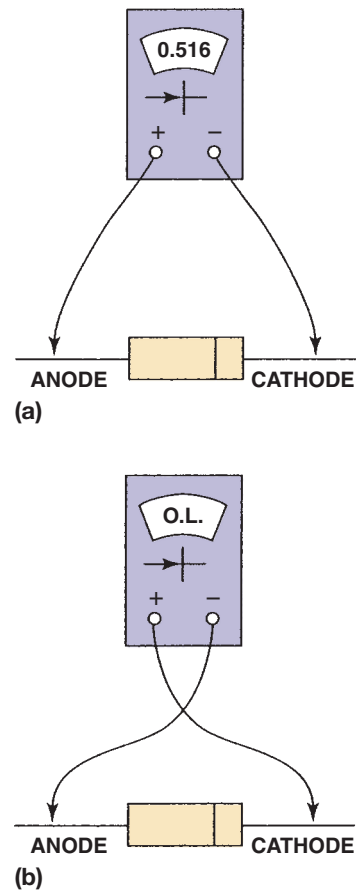 0.516
+ −
ANODE CATHODE
(a)
O.L.
+ −
ANODE CATHODE
(b)